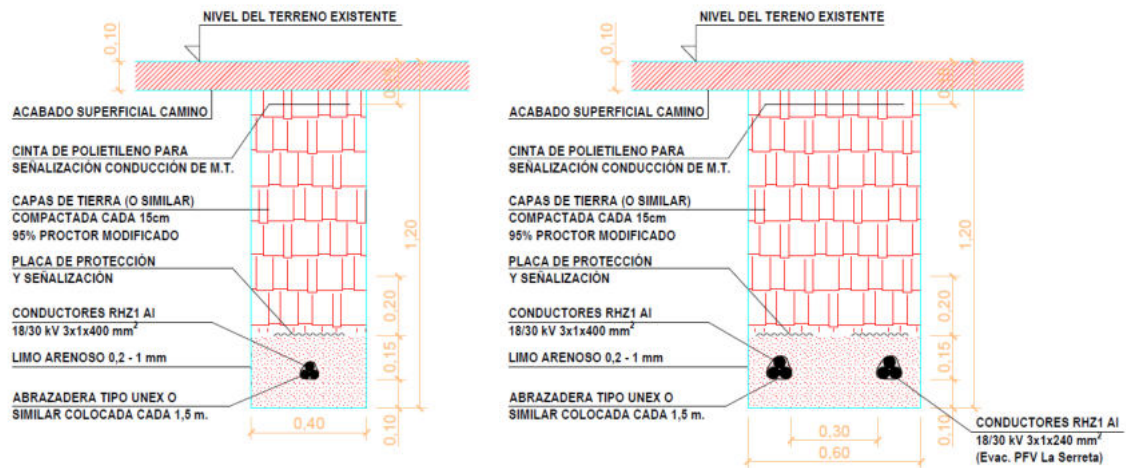 NIVEL DEL TERRENO EXISTENTE
0,10
ACABADO SUPERFICIAL CAMINO
CINTA DE POLIETILENO PARA
SEÑALIZACIÓN CONDUCCIÓN DE M.T.
CAPAS DE TIERRA (O SIMILAR)
COMPACTADA CADA 15cm
95% PROCTOR MODIFICADO
PLACA DE PROTECCIÓN
Y SEÑALIZACIÓN
CONDUCTORES RHZ1 Al
18/30 kV 3x1x400 mm²
LIMO ARENOSO 0,2 - 1 mm
ABRAZADERA TIPO UNEX O
SIMILAR COLOCADA CADA 1,5 m.
1,20
0,20
0,15
0,10
0,40
NIVEL DEL TERENO EXISTENTE
0,10
ACABADO SUPERFICIAL CAMINO
CINTA DE POLIETILENO PARA
SEÑALIZACIÓN CONDUCCIÓN DE M.T.
CAPAS DE TIERRA (O SIMILAR)
COMPACTADA CADA 15cm
95% PROCTOR MODIFICADO
PLACA DE PROTECCIÓN
Y SEÑALIZACIÓN
CONDUCTORES RHZ1 Al
18/30 kV 3x1x400 mm²
LIMO ARENOSO 0,2 - 1 mm
ABRAZADERA TIPO UNEX O
SIMILAR COLOCADA CADA 1,5 m.
1,20
0,20
0,15
0,10
0,30
0,60
CONDUCTORES RHZ1 Al
18/30 kV 3x1x240 mm²
(Evac. PFV La Serreta)